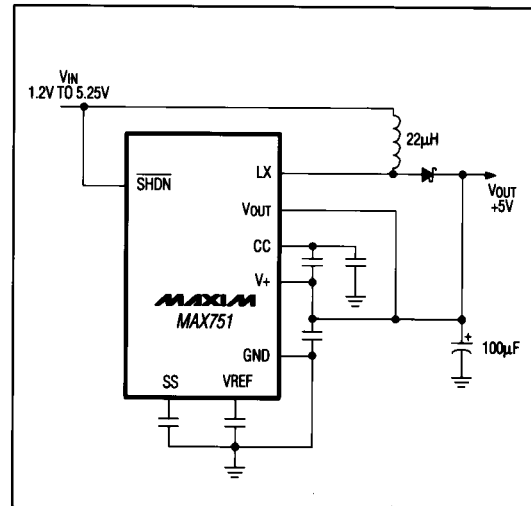 VIN
1.2V TO 5.25V
22µH
LX
SHDN
VOUT
+5V
VOUT
CC
V+
MAXIM
MAX751
GND
100µF
+
SS VREF